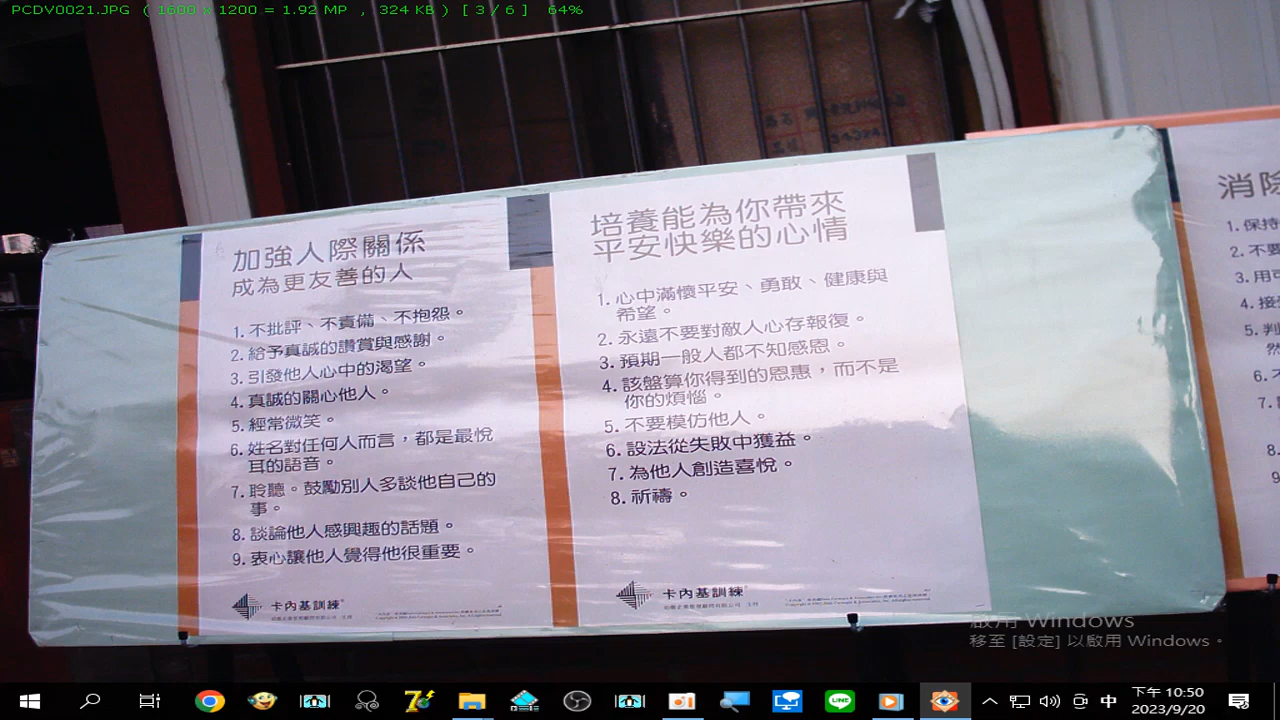 PCDV0021.JPG ( 1600 x 1200 = 1.92 MP , 324 KB ) [ 3 / 6 ] 64%
加強人際關係
成為更友善的人
1. 不批評、不責備、不抱怨。
2. 給予真誠的讚賞與感謝。
3. 引發他人心中的渴望。
4. 真誠的關心他人。
5. 經常微笑。
6. 姓名對任何人而言，都是最悅
耳的語音。
7. 聆聽。鼓勵別人多談他自己的
事。
8. 談論他人感興趣的話題。
9. 衷心讓他人覺得他很重要。
卡內基訓練
培養能為你帶來
平安快樂的心情
1. 心中滿懷平安、勇敢、健康與
希望。
2. 永遠不要對敵人心存報復。
3. 預期一般人都不知感恩。
4. 該盤算你得到的恩惠，而不是
你的煩惱。
5. 不要模仿他人。
6. 設法從失敗中獲益。
7. 為他人創造喜悅。
8. 祈禱。
卡內基訓練
消除
1. 保持
2. 不要
3. 用可
4. 接
5. 判
然
6. 不
7.
8.
9
啟用 Windows
移至 [設定] 以啟用 Windows。
中
下午 10:50
2023/9/20